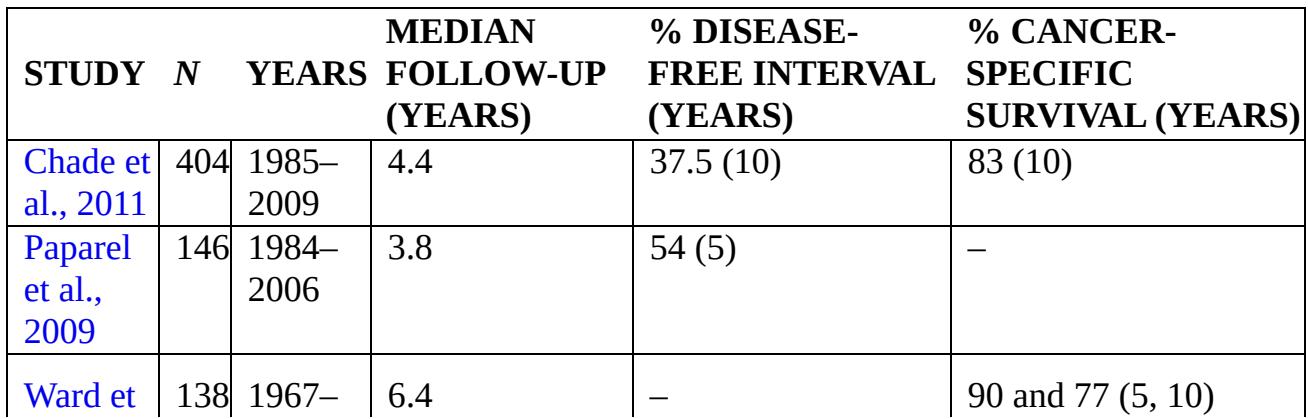 MEDIAN % DISEASE- % CANCER-
STUDY N YEARS FOLLOW-UP FREE INTERVAL SPECIFIC
(YEARS) (YEARS) SURVIVAL (YEARS)
Chade et 404 1985– 4.4 37.5 (10) 83 (10)
al., 2011 2009
Paparel 146 1984– 3.8 54 (5) –
et al., 2006
2009
Ward et 138 1967– 6.4 – 90 and 77 (5, 10)